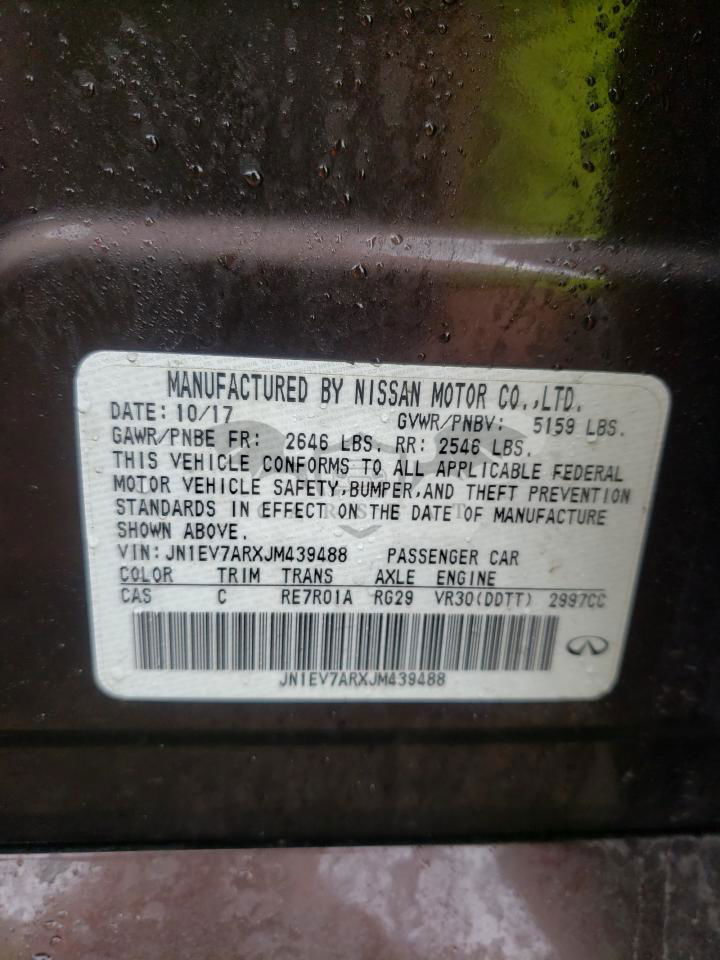 MANUFACTURED BY NISSAN MOTOR CO.,LTD.
DATE: 10/17 GVWR/PNBV: 5159 LBS.
GAWR/PNBE FR: 2646 LBS. RR: 2546 LBS.
THIS VEHICLE CONFORMS TO ALL APPLICABLE FEDERAL
MOTOR VEHICLE SAFETY,BUMPER,AND THEFT PREVENTION
STANDARDS IN EFFECT ON THE DATE OF MANUFACTURE
SHOWN ABOVE.
VIN: JN1EV7ARXJM439488 PASSENGER CAR
COLOR TRIM TRANS AXLE ENGINE
CAS C RE7R01A RG29 VR30(DDTT) 2997CC
JN1EV7ARXJM439488